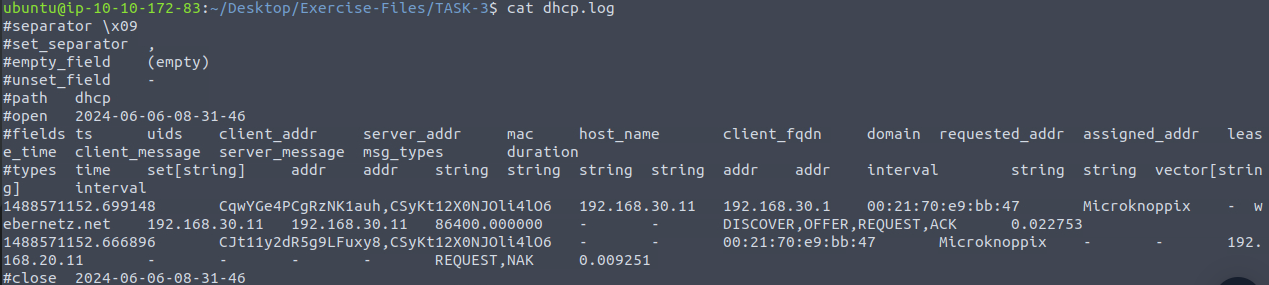 ubuntu@ip-10-10-172-83:~/Desktop/Exercise-Files/TASK-3$ cat dhcp.log
#separator \x09
#set_separator  ,
#empty_field    (empty)
#unset_field    -
#path   dhcp
#open   2024-06-06-08-31-46
#fields ts      uids    client_addr     server_addr     mac     host_name       client_fqdn     domain  requested_addr  assigned_addr   leas
e_time  client_message  server_message  msg_types       duration
#types  time    set[string]     addr    addr    string  string  string  string  addr    addr    interval        string  string  vector[strin
g]      interval
1488571152.699148       CqwYGe4PCgRzNK1auh,CSyKt12X0NJOli4lO6   192.168.30.11   192.168.30.1    00:21:70:e9:bb:47       Microknoppix    -  w
ebernetz.net    192.168.30.11   192.168.30.11   86400.000000    -       -       DISCOVER,OFFER,REQUEST,ACK      0.022753
1488571152.666896       CJt11y2dR5g9LFuxy8,CSyKt12X0NJOli4lO6   -       -       00:21:70:e9:bb:47       Microknoppix    -       -       192.
168.20.11       -       -       -       -       REQUEST,NAK     0.009251
#close  2024-06-06-08-31-46